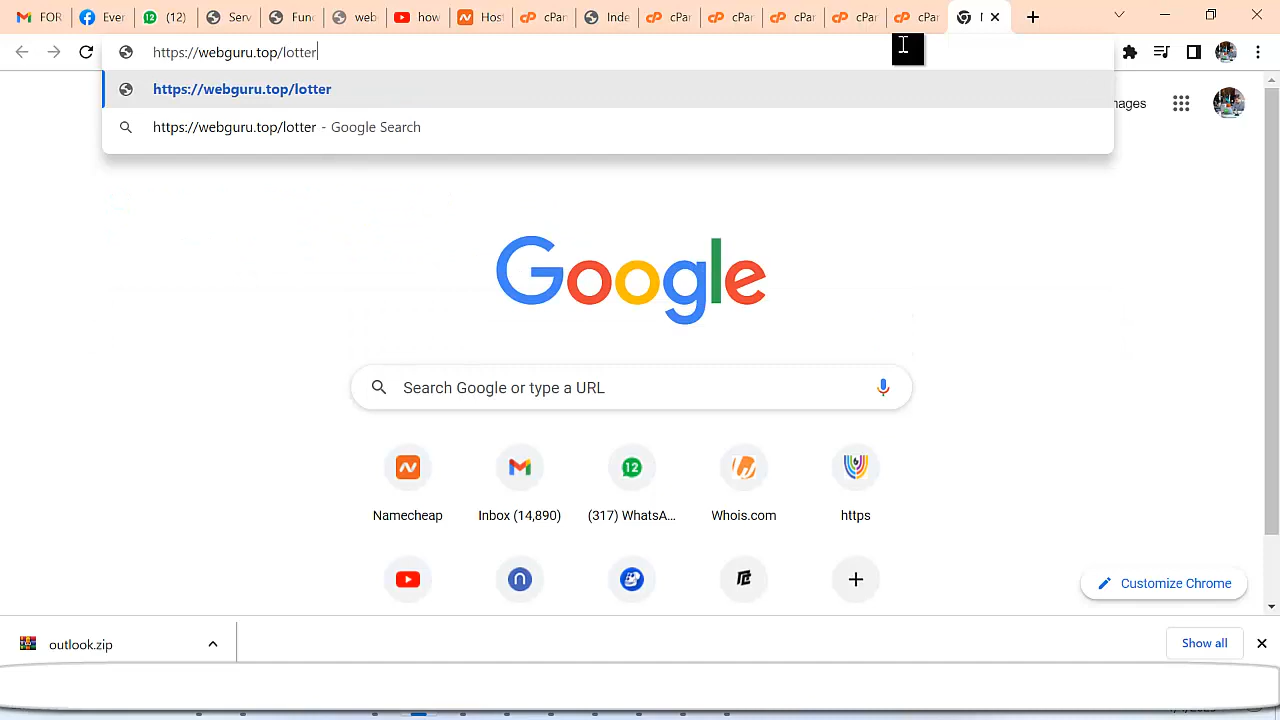 FOR
Ever
(12)
Serv
Func
web
how
Host
cPar
Inde
cPar
cPar
cPar
cPar
cPar
https://webguru.top/lotter
https://webguru.top/lotter
https://webguru.top/lotter - Google Search
Google
Search Google or type a URL
12
Namecheap
Inbox (14,890)
(317) WhatsA...
Whois.com
https
Customize Chrome
outlook.zip
Show all